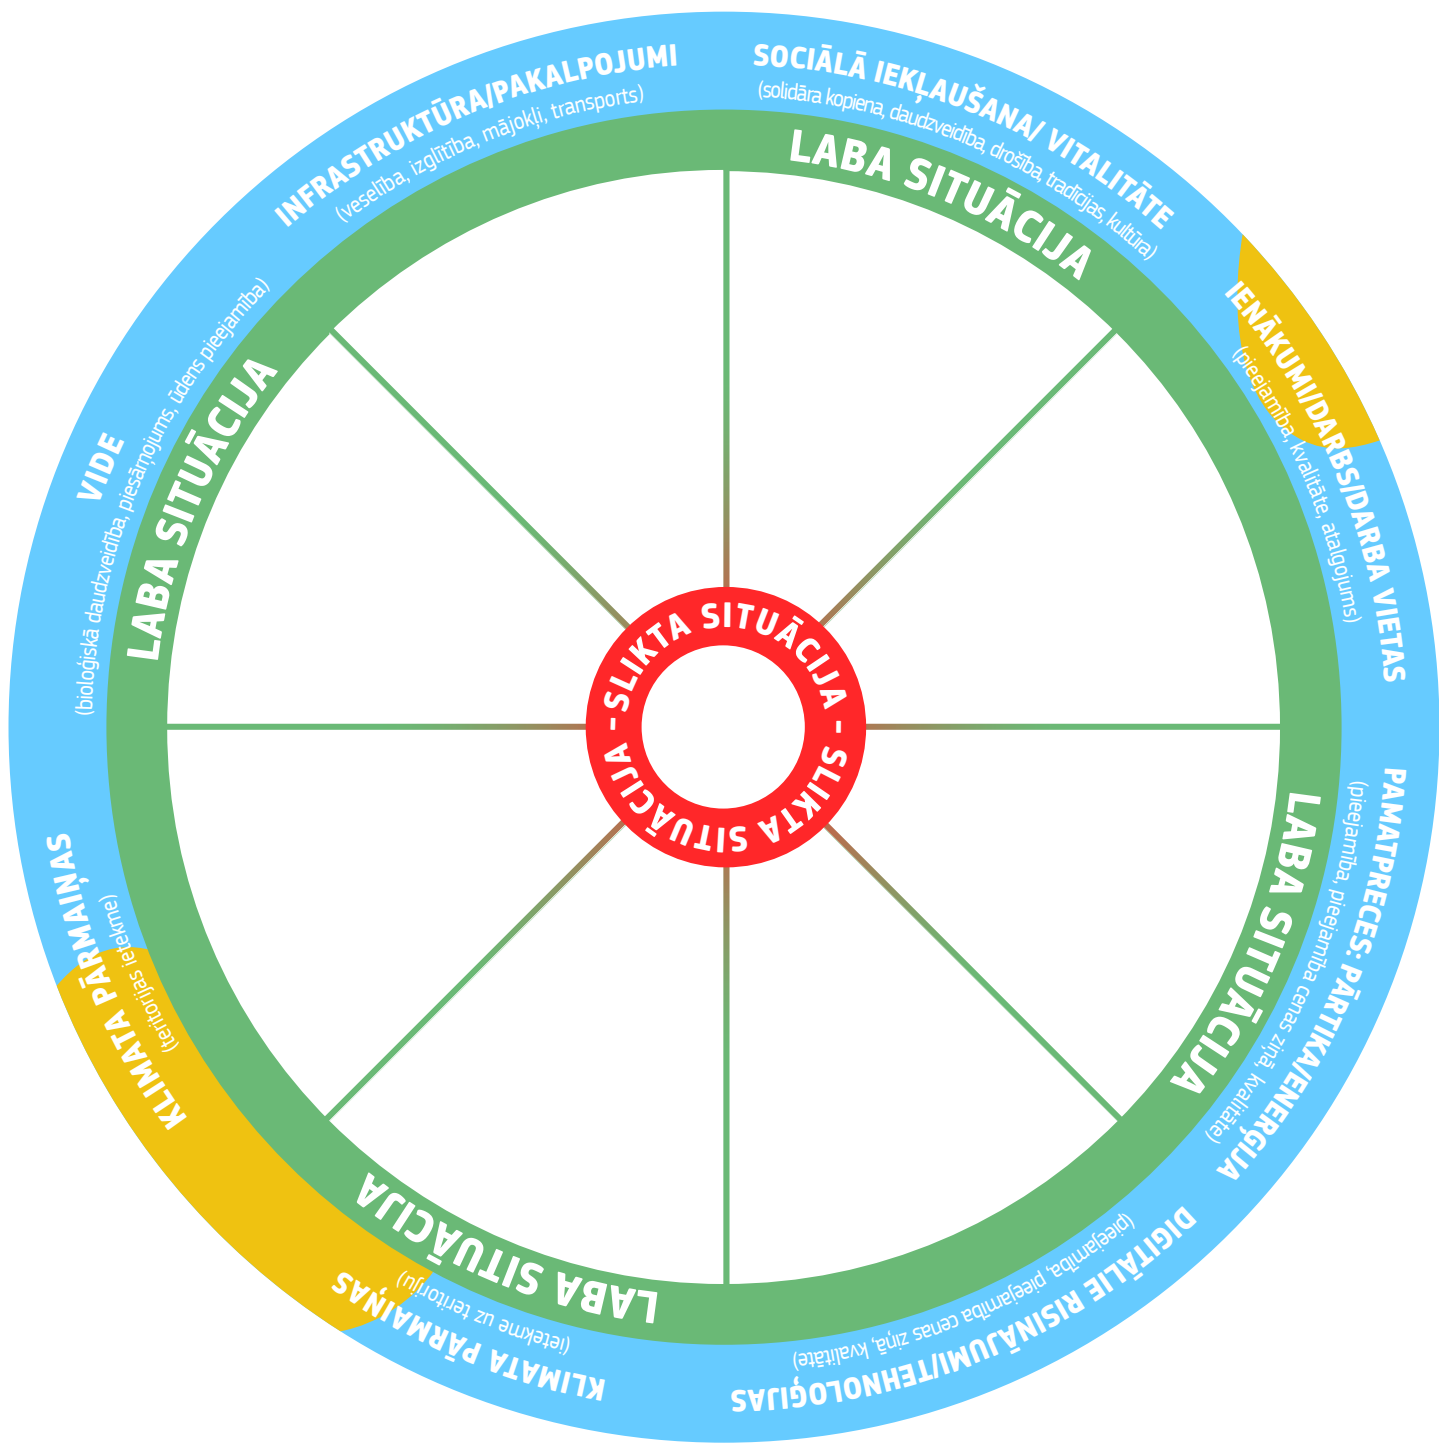 SOCIĀLĀ IEKĻAUŠANA/ VITALITĀTE
(solidāra kopiena, daudzveidība, drošība, tradīcijas, kultūra)
IENĀKUMI/DARBS/DARBA VIETAS
(pieejamība, kvalitāte, atalgojums)
PAMATPRECES: PĀRTIKA/ENERĢIJA
(pieejamība, pieejamība cenas ziņā, kvalitāte)
DIGITĀLIE RISINĀJUMI/TEHNOLOĢIJAS
(pieejamība, pieejamība cenas ziņā, kvalitāte)
KLIMATA PĀRMAIŅAS
(ietekme uz teritoriju)
KLIMATA PĀRMAIŅAS
(teritorijas ietekme)
VIDE
(bioloģiskā daudzveidība, piesārņojums, ūdens pieejamība)
INFRASTRUKTŪRA/PAKALPOJUMI
(veselība, izglītība, mājokļi, transports)
LABA SITUĀCIJA
LABA SITUĀCIJA
LABA SITUĀCIJA
LABA SITUĀCIJA
SLIKTA SITUĀCIJA – SLIKTA SITUĀCIJA –